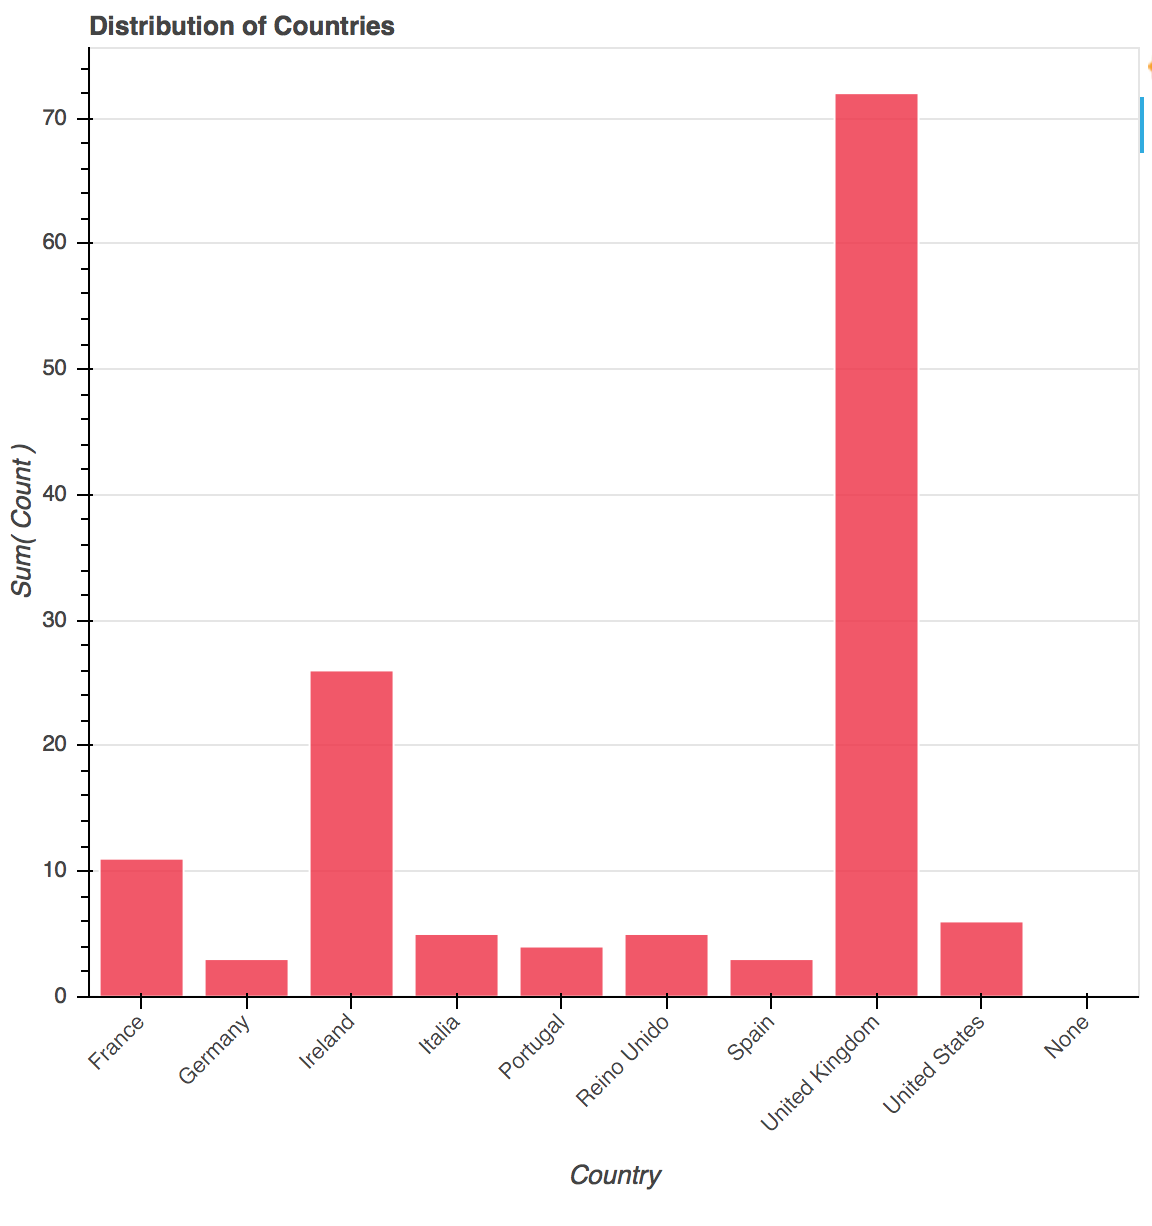 Distribution of Countries
70
60
50
40
30
20
10
0
Sum( Count )
France
Germany
Ireland
Italia
Portugal
Reino Unido
Spain
United Kingdom
United States
None
Country